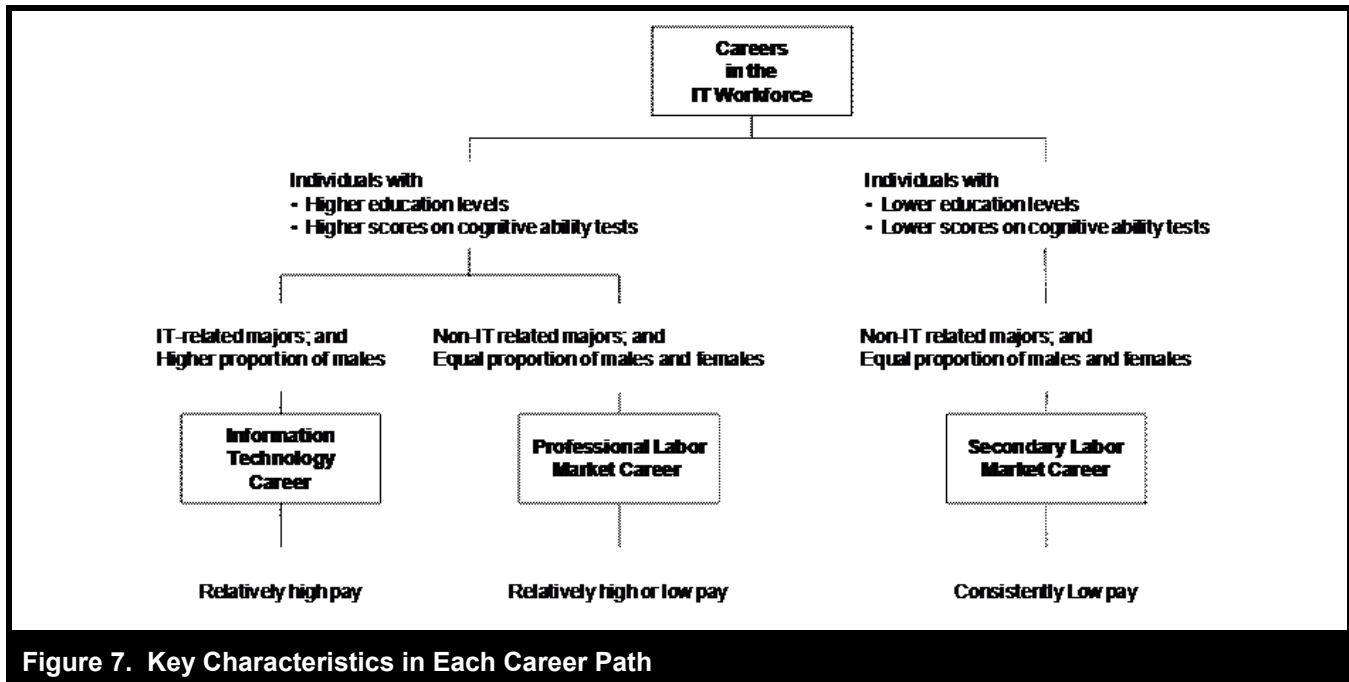 Careers
in the
IT Workforce
Individuals with
- Higher education levels
- Higher scores on cognitive ability tests
Individuals with
- Lower education levels
- Lower scores on cognitive ability tests
IT-related majors; and
Higher proportion of males
Non-IT related majors; and
Equal proportion of males and females
Non-IT related majors; and
Equal proportion of males and females
Information
Technology
Career
Professional Labor
Market Career
Secondary Labor
Market Career
Relatively high pay
Relatively high or low pay
Consistently Low pay
Figure 7. Key Characteristics in Each Career Path